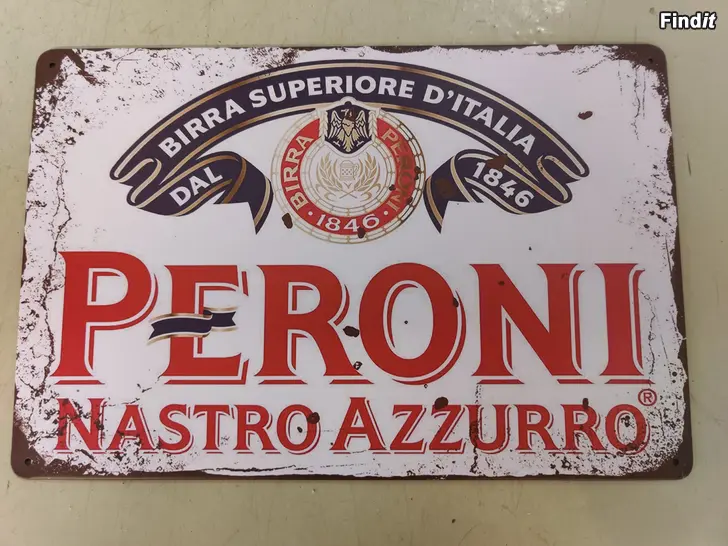 Findit
BIRRA SUPERIORE D'ITALIA
DAL 1846
BIRRA PERONI
·1846·
PERONI
NASTRO AZZURRO®